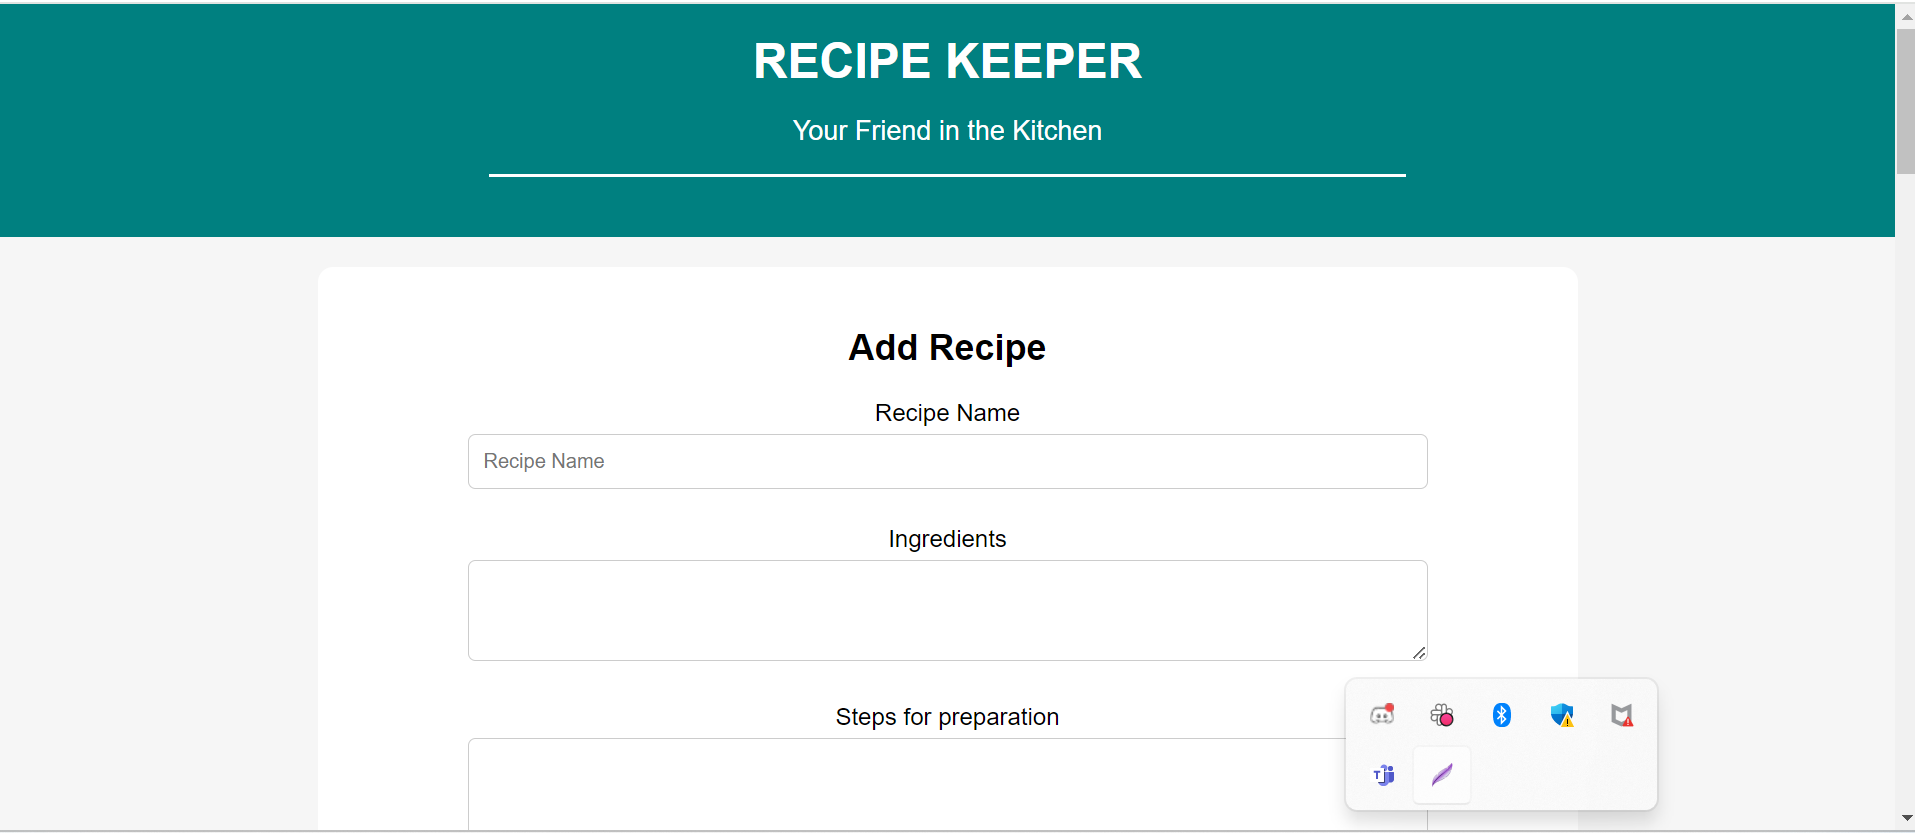 RECIPE KEEPER
Your Friend in the Kitchen
Add Recipe
Recipe Name
Recipe Name
Ingredients
Steps for preparation